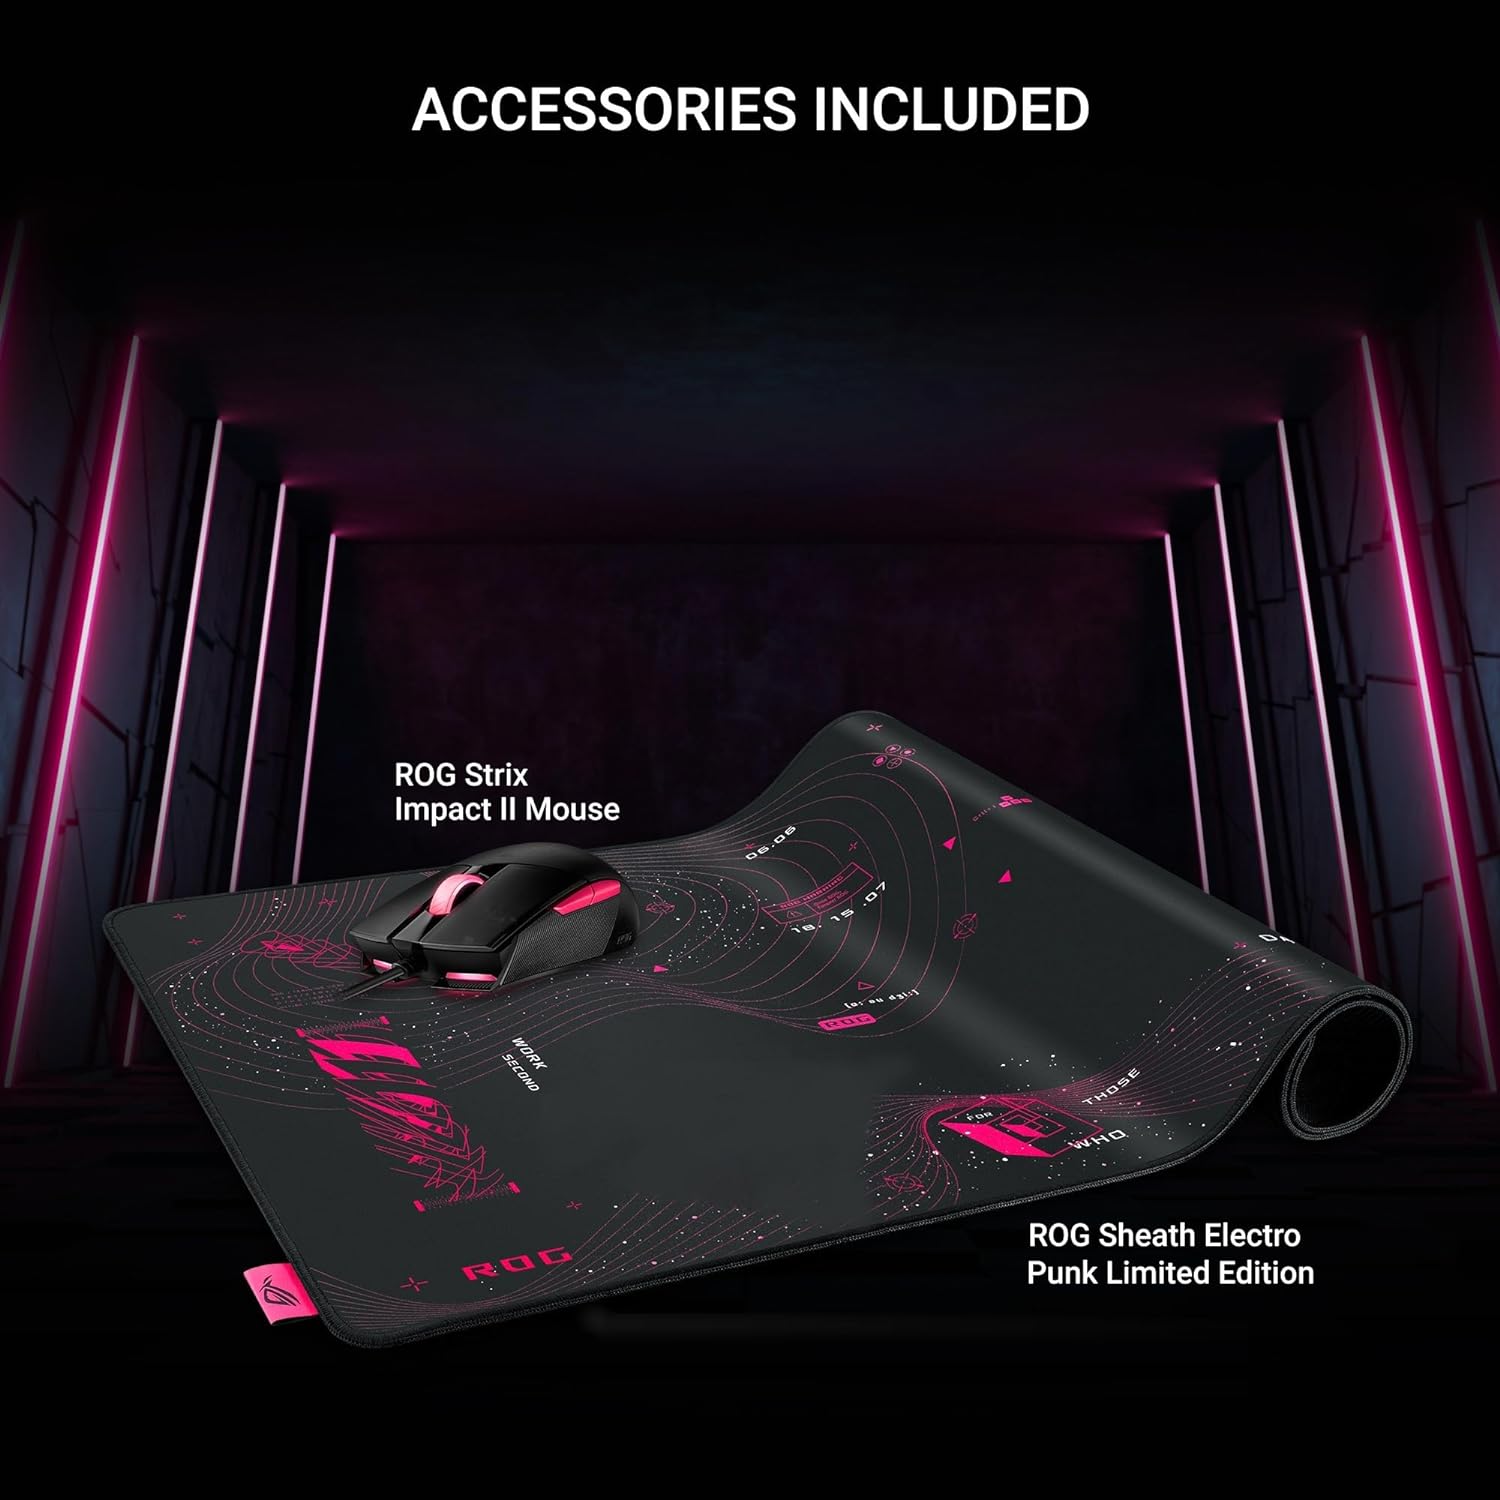 ACCESSORIES INCLUDED
ROG Strix
Impact II Mouse
06.06
18.15.07
ROG
WORK
SECOND
THOSE
FOR
WHO
DA
ROG
ROG Sheath Electro
Punk Limited Edition